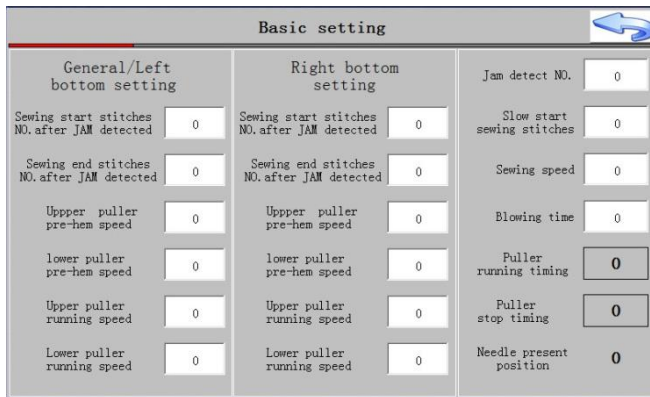 Basic setting
General/Left
bottom setting
Sewing start stitches
NO.after JAM detected
0
Sewing end stitches
NO.after JAM detected
0
Uppper puller
pre-hem speed
0
lower puller
pre-hem speed
0
Upper puller
running speed
0
Lower puller
running speed
0
Right bottom
setting
Sewing start stitches
NO.after JAM detected
0
Sewing end stitches
NO.after JAM detected
0
Uppper puller
pre-hem speed
0
lower puller
pre-hem speed
0
Upper puller
running speed
0
Lower puller
running speed
0
Jam detect NO.
0
Slow start
sewing stitches
0
Sewing speed
0
Blowing time
0
Puller
running timing
0
Puller
stop timing
0
Needle present
position
0